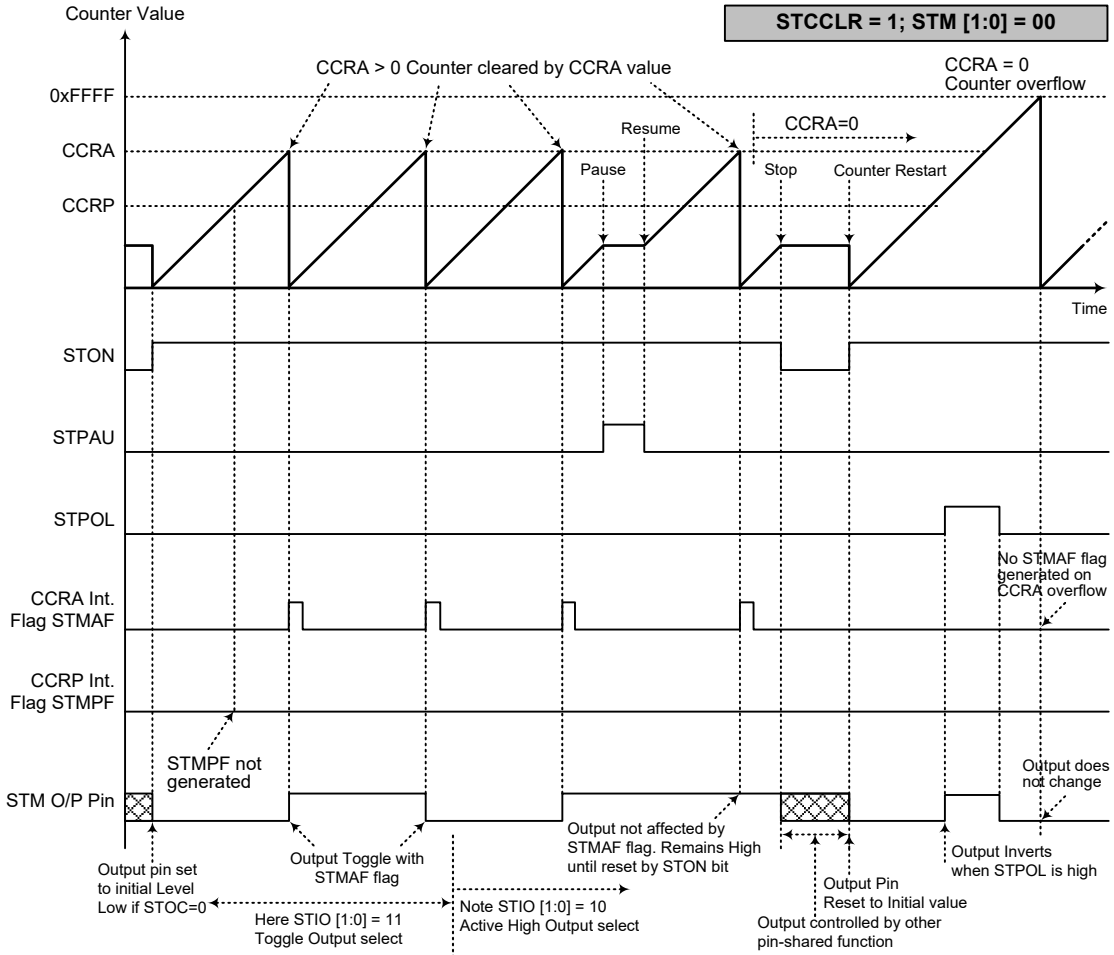 Counter Value
STCCLR = 1; STM [1:0] = 00
CCRA > 0 Counter cleared by CCRA value
CCRA = 0
Counter overflow
0xFFFF
Resume
CCRA=0
CCRA
Pause
Stop
Counter Restart
CCRP
Time
STON
STPAU
STPOL
No STMAF flag
generated on
CCRA overflow
CCRA Int.
Flag STMAF
CCRP Int.
Flag STMPF
STMPF not
generated
Output does
not change
STM O/P Pin
Output pin set
to initial Level
Low if STOC=0
Output Toggle with
STMAF flag
Here STIO [1:0] = 11
Toggle Output select
Note STIO [1:0] = 10
Active High Output select
Output not affected by
STMAF flag. Remains High
until reset by STON bit
Output Pin
Reset to Initial value
Output controlled by other
pin-shared function
Output Inverts
when STPOL is high